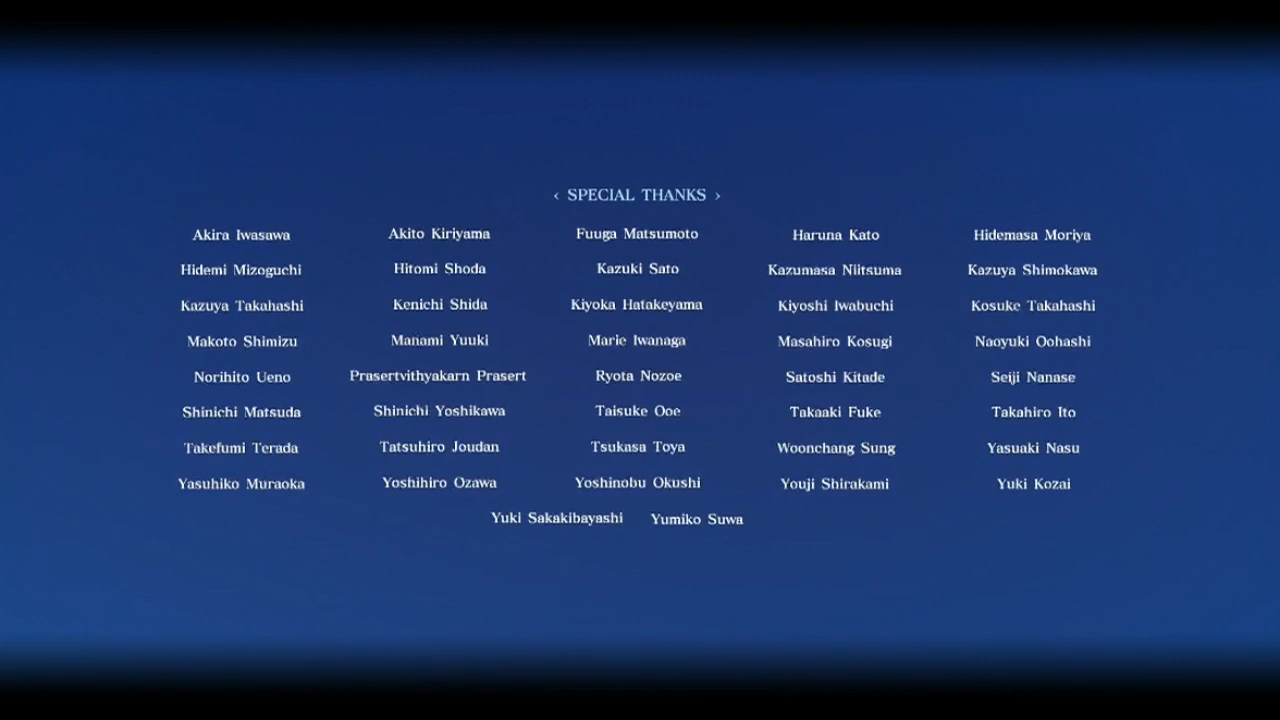 ‹ SPECIAL THANKS ›
Akira Iwasawa Akito Kiriyama Fuuga Matsumoto Haruna Kato Hidemasa Moriya
Hidemi Mizoguchi Hitomi Shoda Kazuki Sato Kazumasa Niitsuma Kazuya Shimokawa
Kazuya Takahashi Kenichi Shida Kiyoka Hatakeyama Kiyoshi Iwabuchi Kosuke Takahashi
Makoto Shimizu Manami Yuuki Marie Iwanaga Masahiro Kosugi Naoyuki Oohashi
Norihito Ueno Prasertvithyakarn Prasert Ryota Nozoe Satoshi Kitade Seiji Nanase
Shinichi Matsuda Shinichi Yoshikawa Taisuke Ooe Takaaki Fuke Takahiro Ito
Takefumi Terada Tatsuhiro Joudan Tsukasa Toya Woonchang Sung Yasuaki Nasu
Yasuhiko Muraoka Yoshihiro Ozawa Yoshinobu Okushi Youji Shirakami Yuki Kozai
Yuki Sakakibayashi Yumiko Suwa